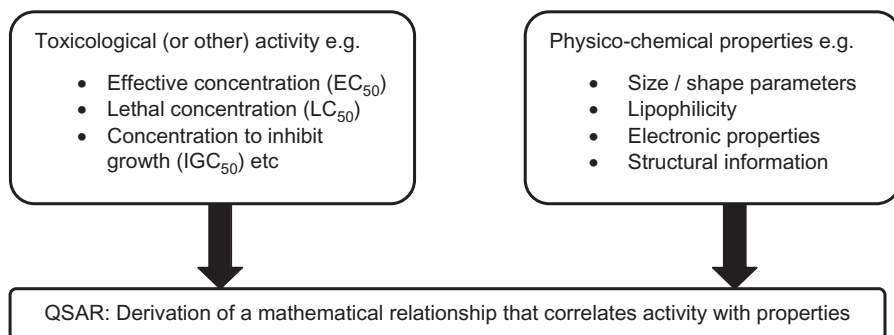 Toxicological (or other) activity e.g.
• Effective concentration (EC₅₀)
• Lethal concentration (LC₅₀)
• Concentration to inhibit
growth (IGC₅₀) etc
Physico-chemical properties e.g.
• Size / shape parameters
• Lipophilicity
• Electronic properties
• Structural information
QSAR: Derivation of a mathematical relationship that correlates activity with properties